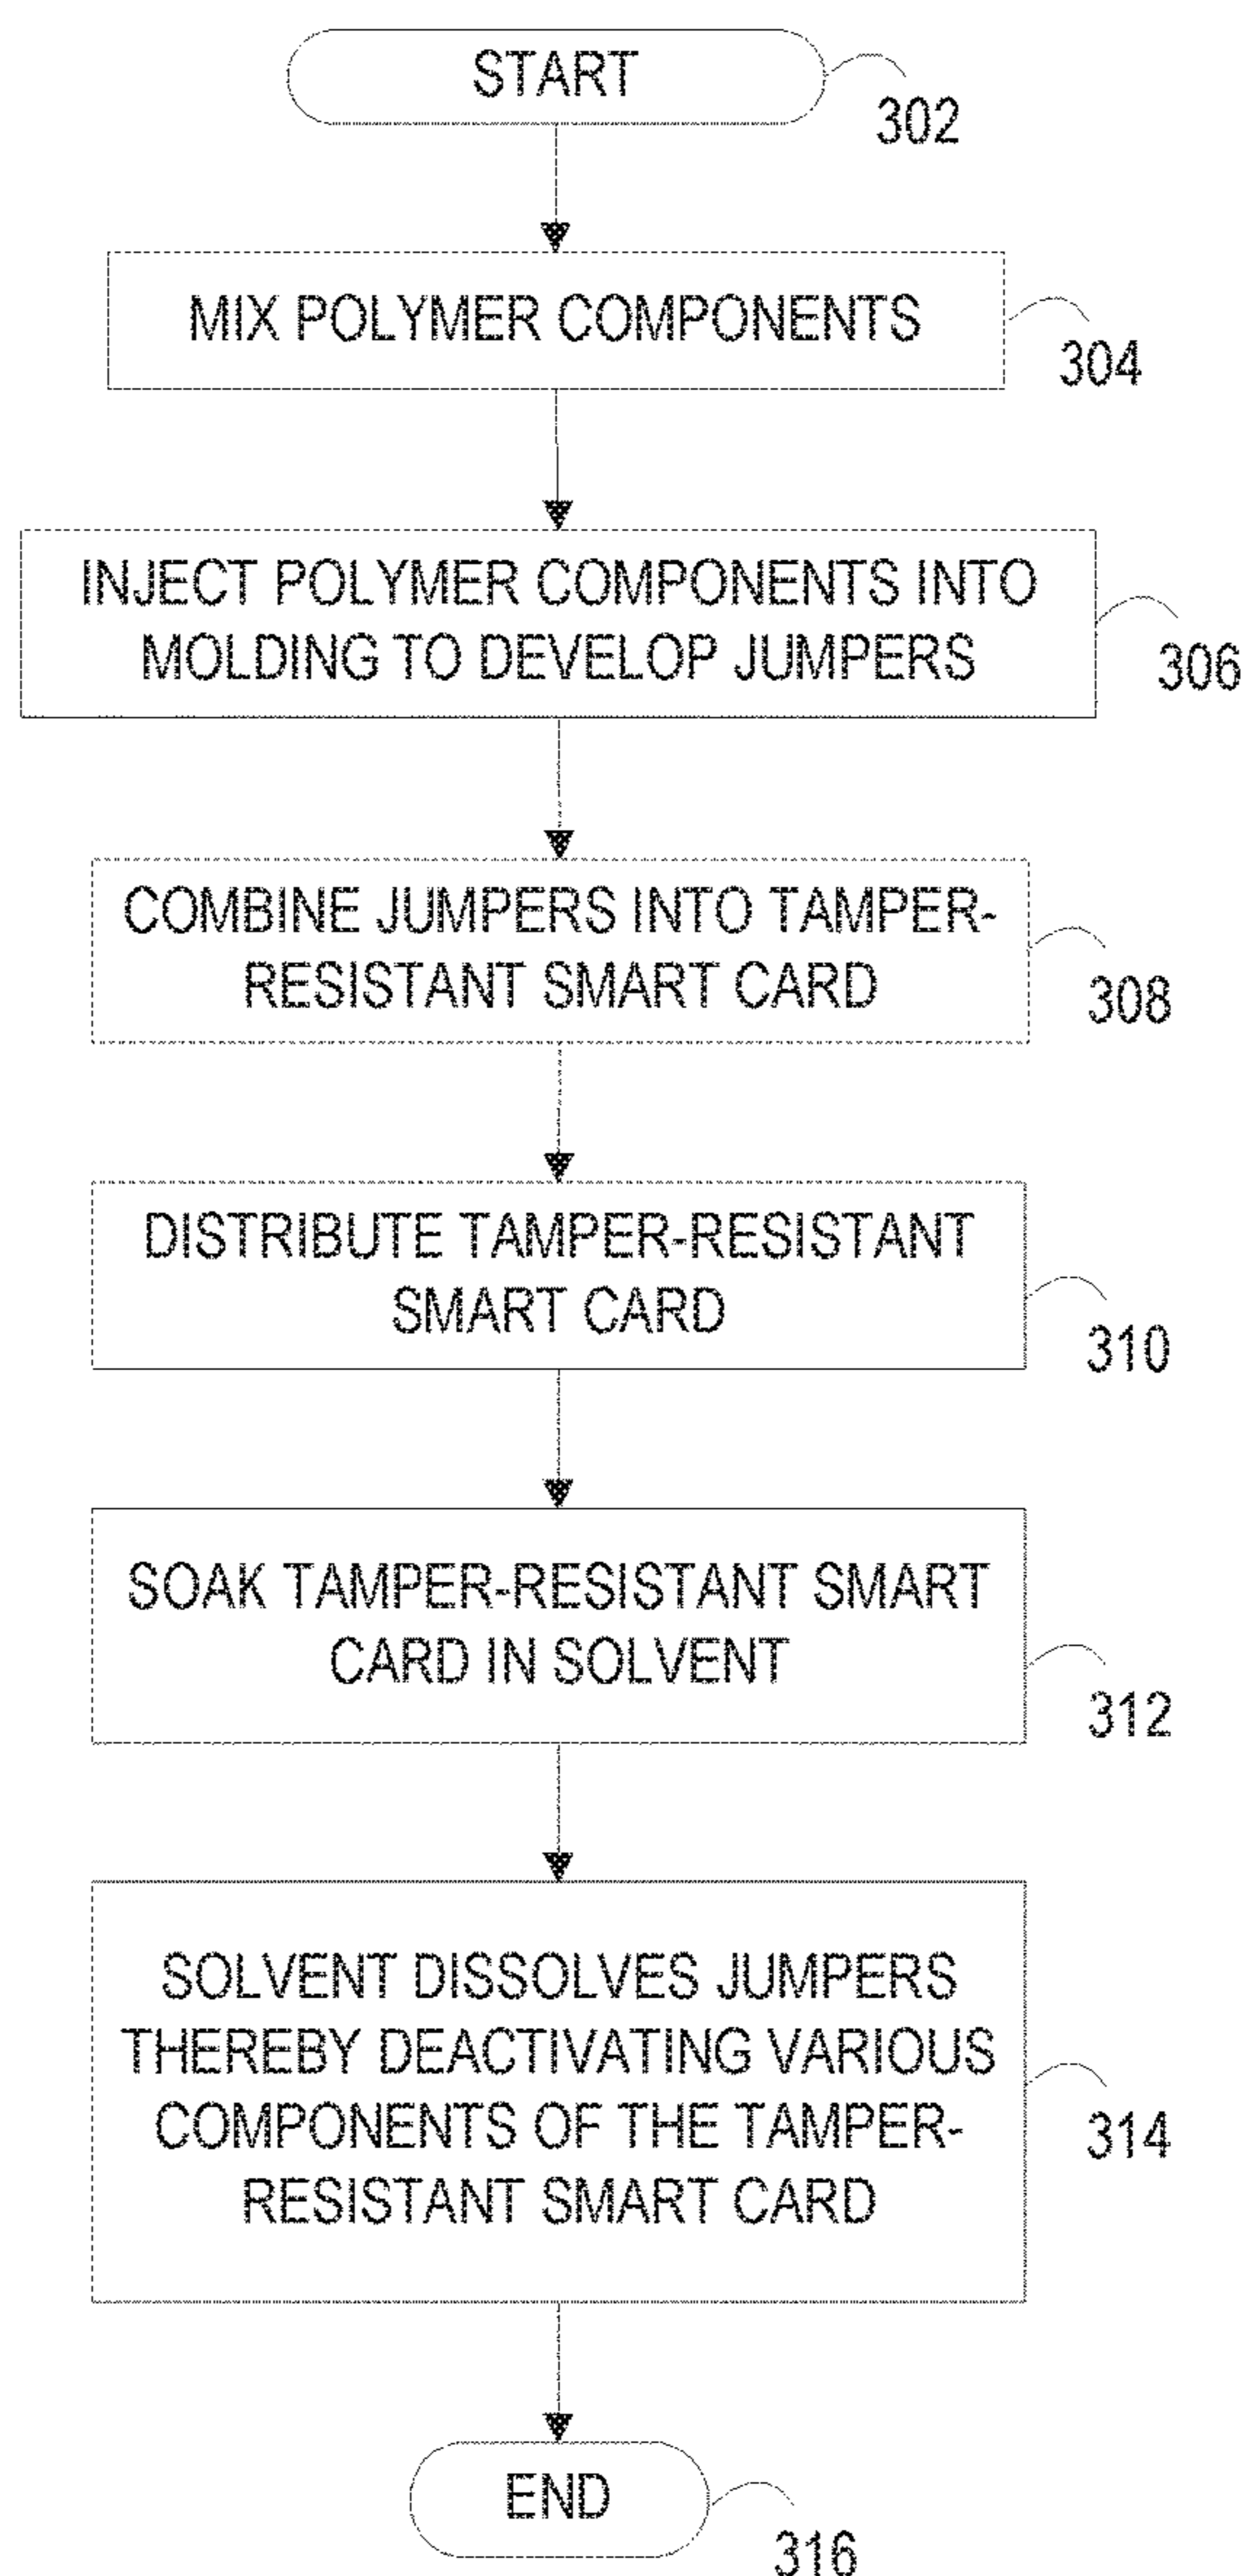 START
302
MIX POLYMER COMPONENTS
304
INJECT POLYMER COMPONENTS INTO
MOLDING TO DEVELOP JUMPERS
306
COMBINE JUMPERS INTO TAMPER-
RESISTANT SMART CARD
308
DISTRIBUTE TAMPER-RESISTANT
SMART CARD
310
SOAK TAMPER-RESISTANT SMART
CARD IN SOLVENT
312
SOLVENT DISSOLVES JUMPERS
THEREBY DEACTIVATING VARIOUS
COMPONENTS OF THE TAMPER-
RESISTANT SMART CARD
314
END
316